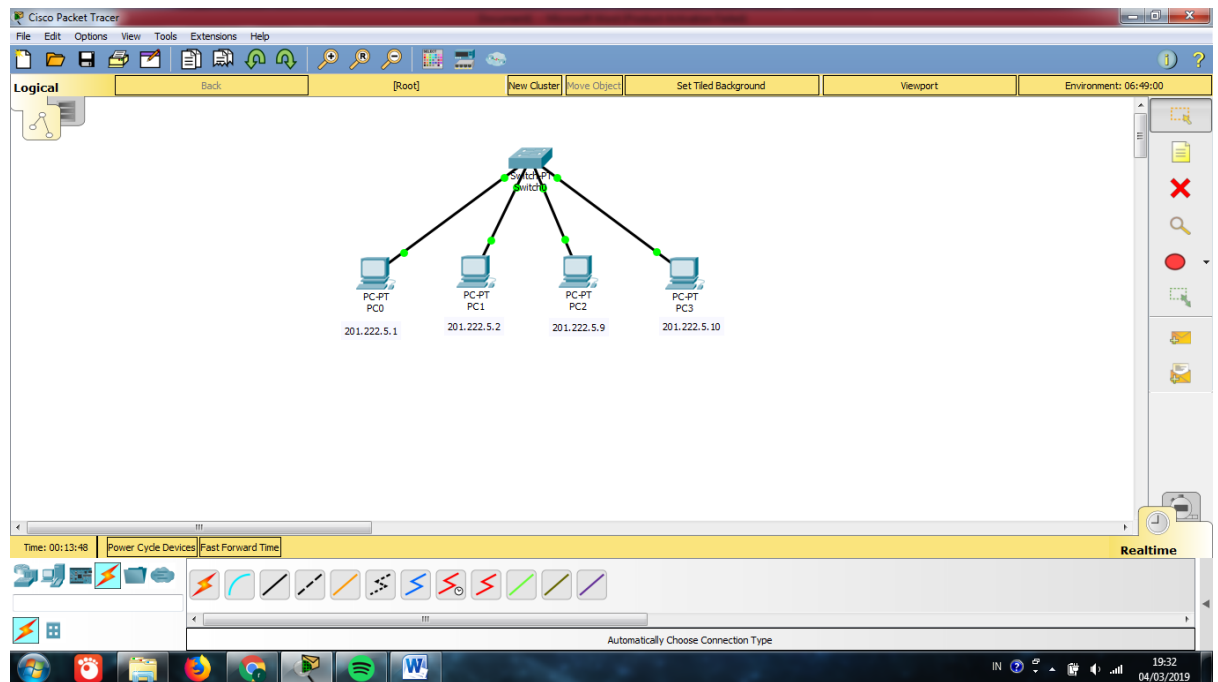 Cisco Packet Tracer
File Edit Options View Tools Extensions Help
Logical Back [Root] New Cluster Move Object Set Tiled Background Viewport Environment: 06:49:00
Switch-PT
Switch0
PC-PT PC-PT PC-PT PC-PT
PC0 PC1 PC2 PC3
201.222.5.1 201.222.5.2 201.222.5.9 201.222.5.10
Time: 00:13:48 Power Cycle Devices Fast Forward Time Realtime
Automatically Choose Connection Type
IN 19:32
04/03/2019